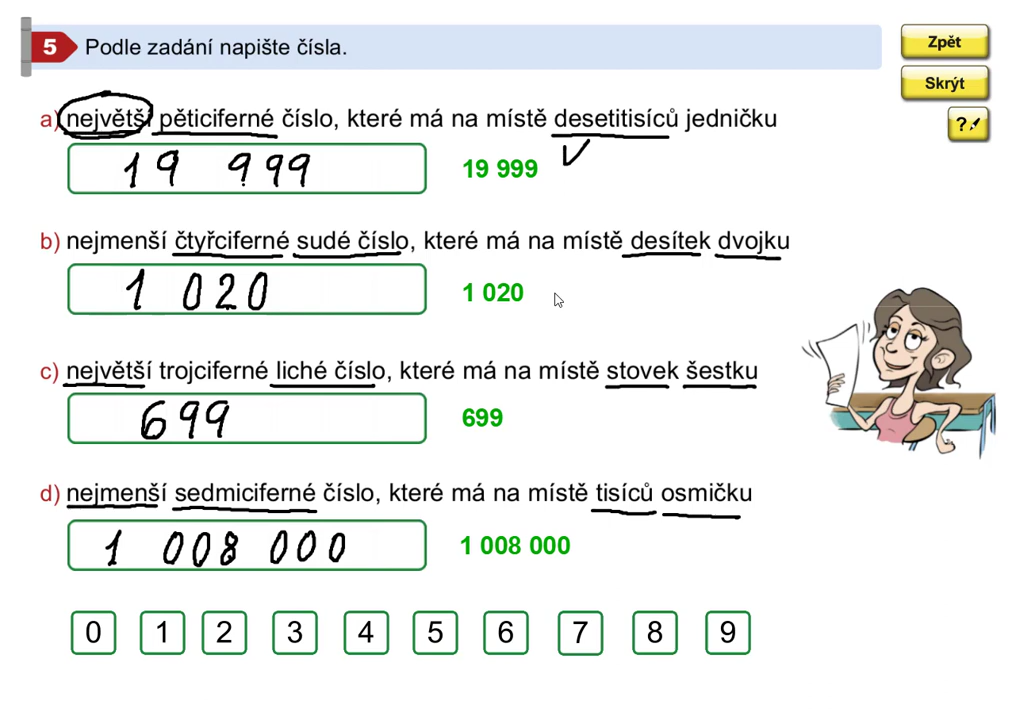 5 Podle zadání napište čísla.
Zpět
Skrýt
?
a) největší pěticiferné číslo, které má na místě desetitisíců jedničku
19 999 19 999
b) nejmenší čtyřciferné sudé číslo, které má na místě desítek dvojku
1 020 1 020
c) největší trojciferné liché číslo, které má na místě stovek šestku
699 699
d) nejmenší sedmiciferné číslo, které má na místě tisíců osmičku
1 008 000 1 008 000
0 1 2 3 4 5 6 7 8 9